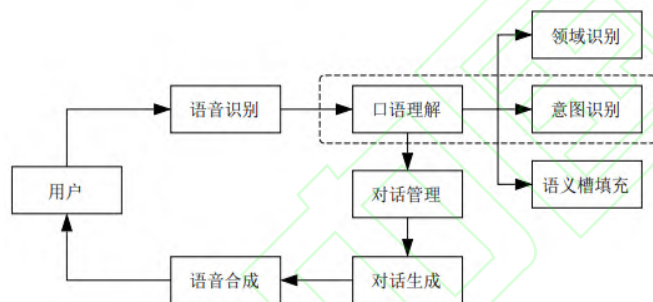 领域识别
语音识别
口语理解
意图识别
用户
对话管理
语义槽填充
语音合成
对话生成